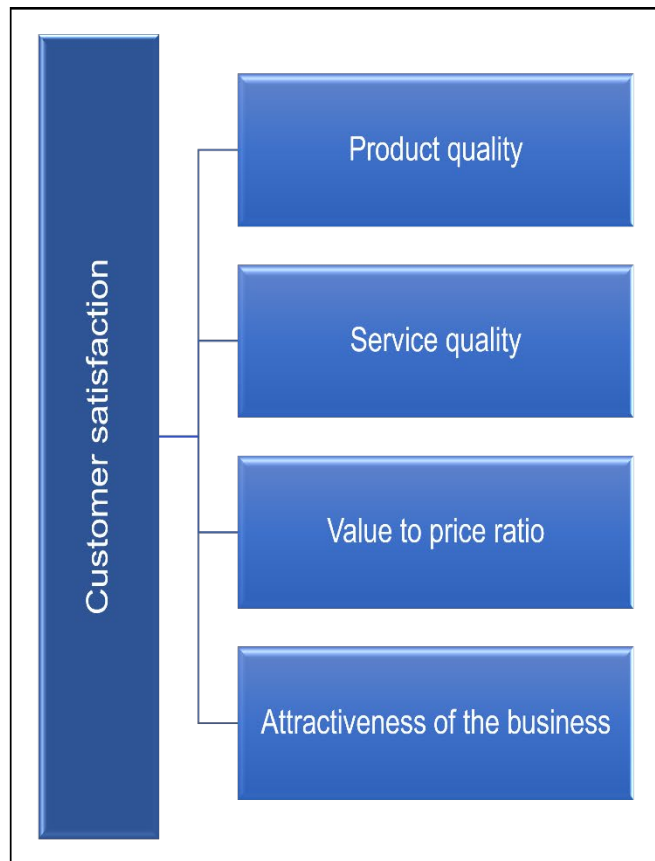 Customer satisfaction
Product quality
Service quality
Value to price ratio
Attractiveness of the business